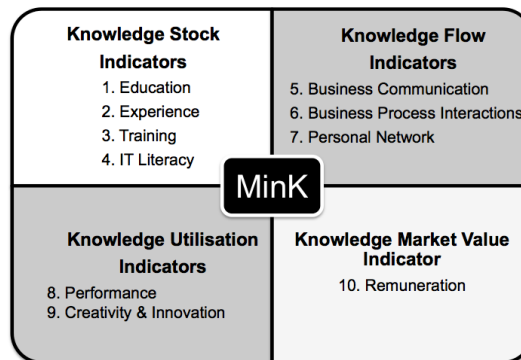 Knowledge Stock
Indicators
1. Education
2. Experience
3. Training
4. IT Literacy
Knowledge Flow
Indicators
5. Business Communication
6. Business Process Interactions
7. Personal Network
MinK
Knowledge Utilisation
Indicators
8. Performance
9. Creativity & Innovation
Knowledge Market Value
Indicator
10. Remuneration